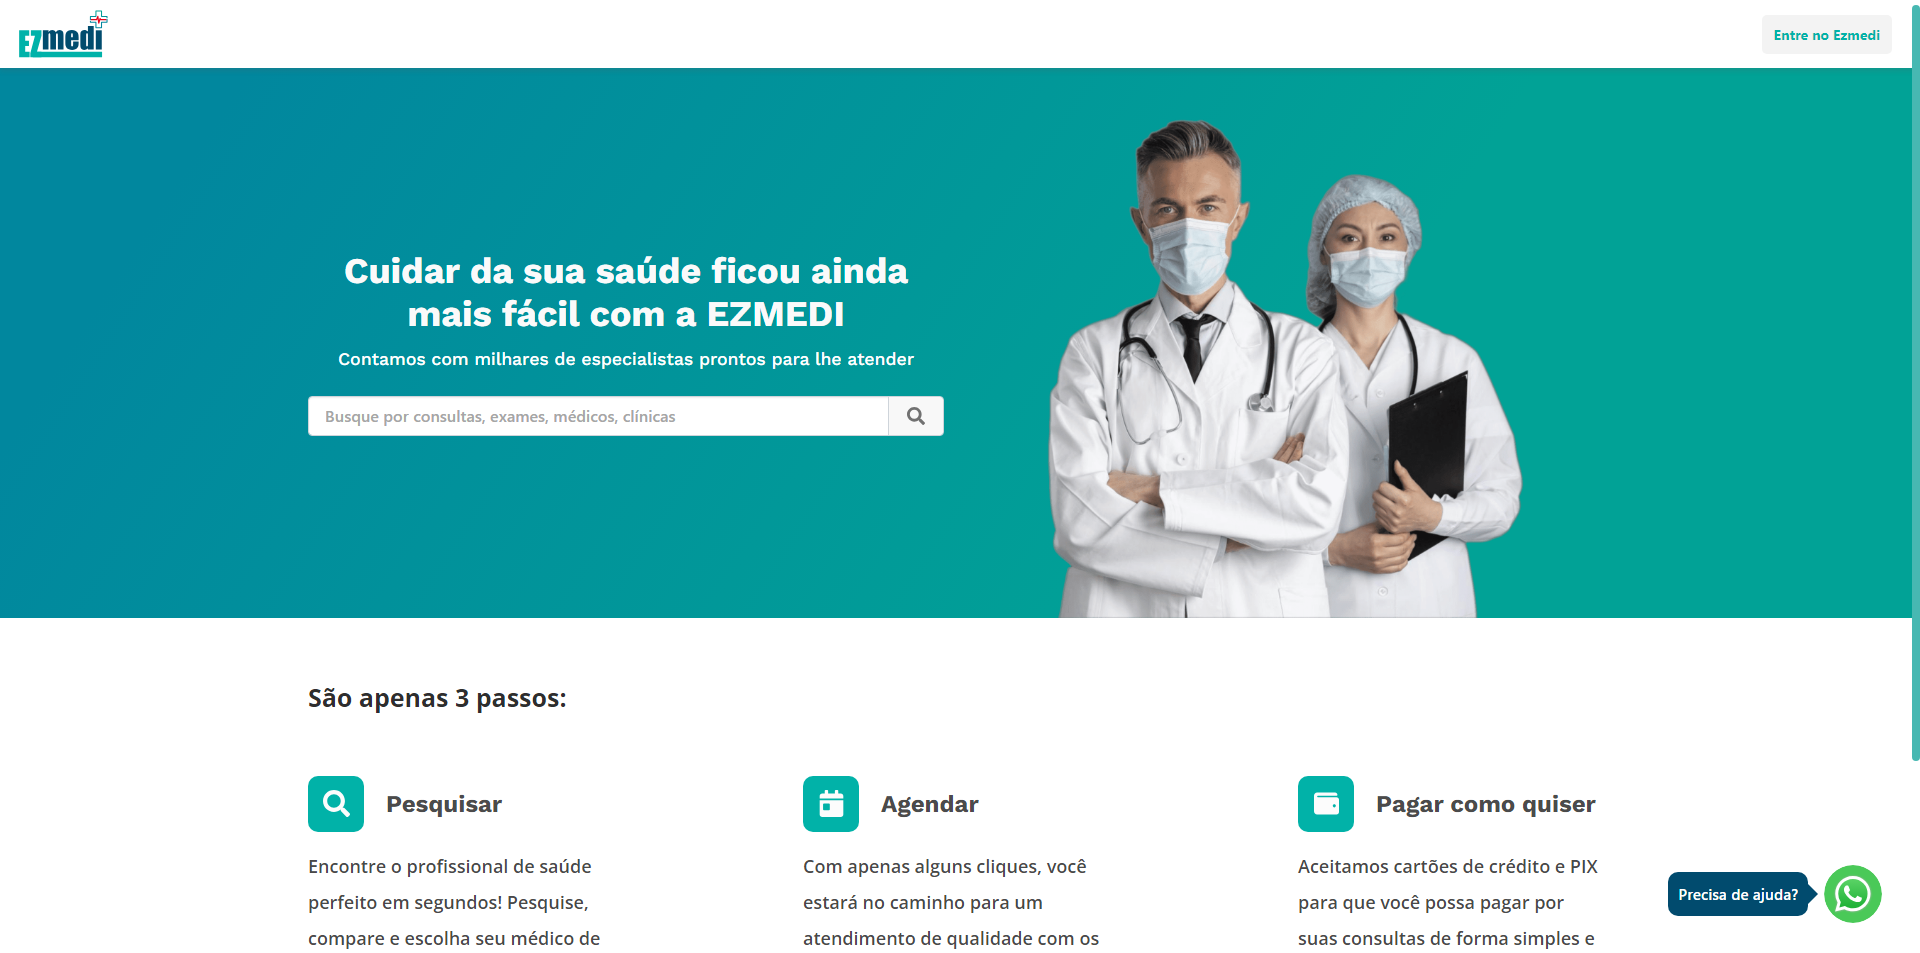 EZmedi
Entre no Ezmedi
Cuidar da sua saúde ficou ainda
mais fácil com a EZMEDI
Contamos com milhares de especialistas prontos para lhe atender
Busque por consultas, exames, médicos, clínicas
São apenas 3 passos:
Pesquisar
Encontre o profissional de saúde
perfeito em segundos! Pesquise,
compare e escolha seu médico de
Agendar
Com apenas alguns cliques, você
estará no caminho para um
atendimento de qualidade com os
Pagar como quiser
Aceitamos cartões de crédito e PIX
para que você possa pagar por
suas consultas de forma simples e
Precisa de ajuda?